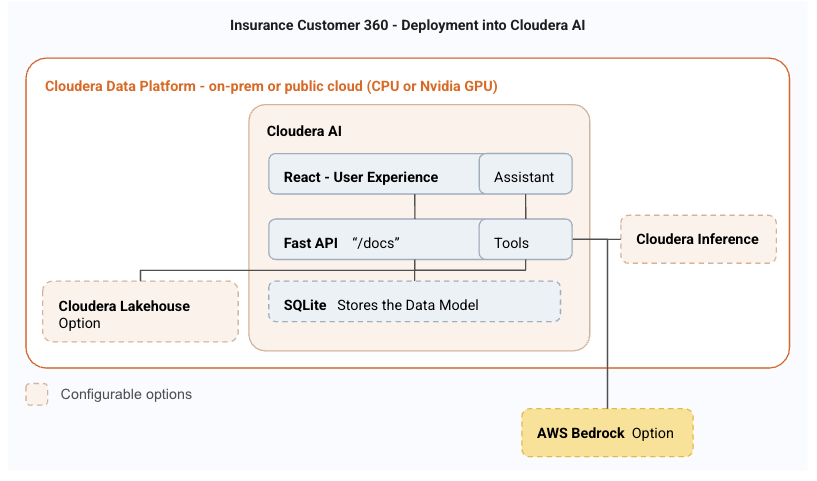 Insurance Customer 360 - Deployment into Cloudera AI
Cloudera Data Platform - on-prem or public cloud (CPU or Nvidia GPU)
Cloudera AI
React - User Experience
Assistant
Fast API “/docs”
Tools
Cloudera Inference
Cloudera Lakehouse
Option
SQLite Stores the Data Model
Configurable options
AWS Bedrock Option